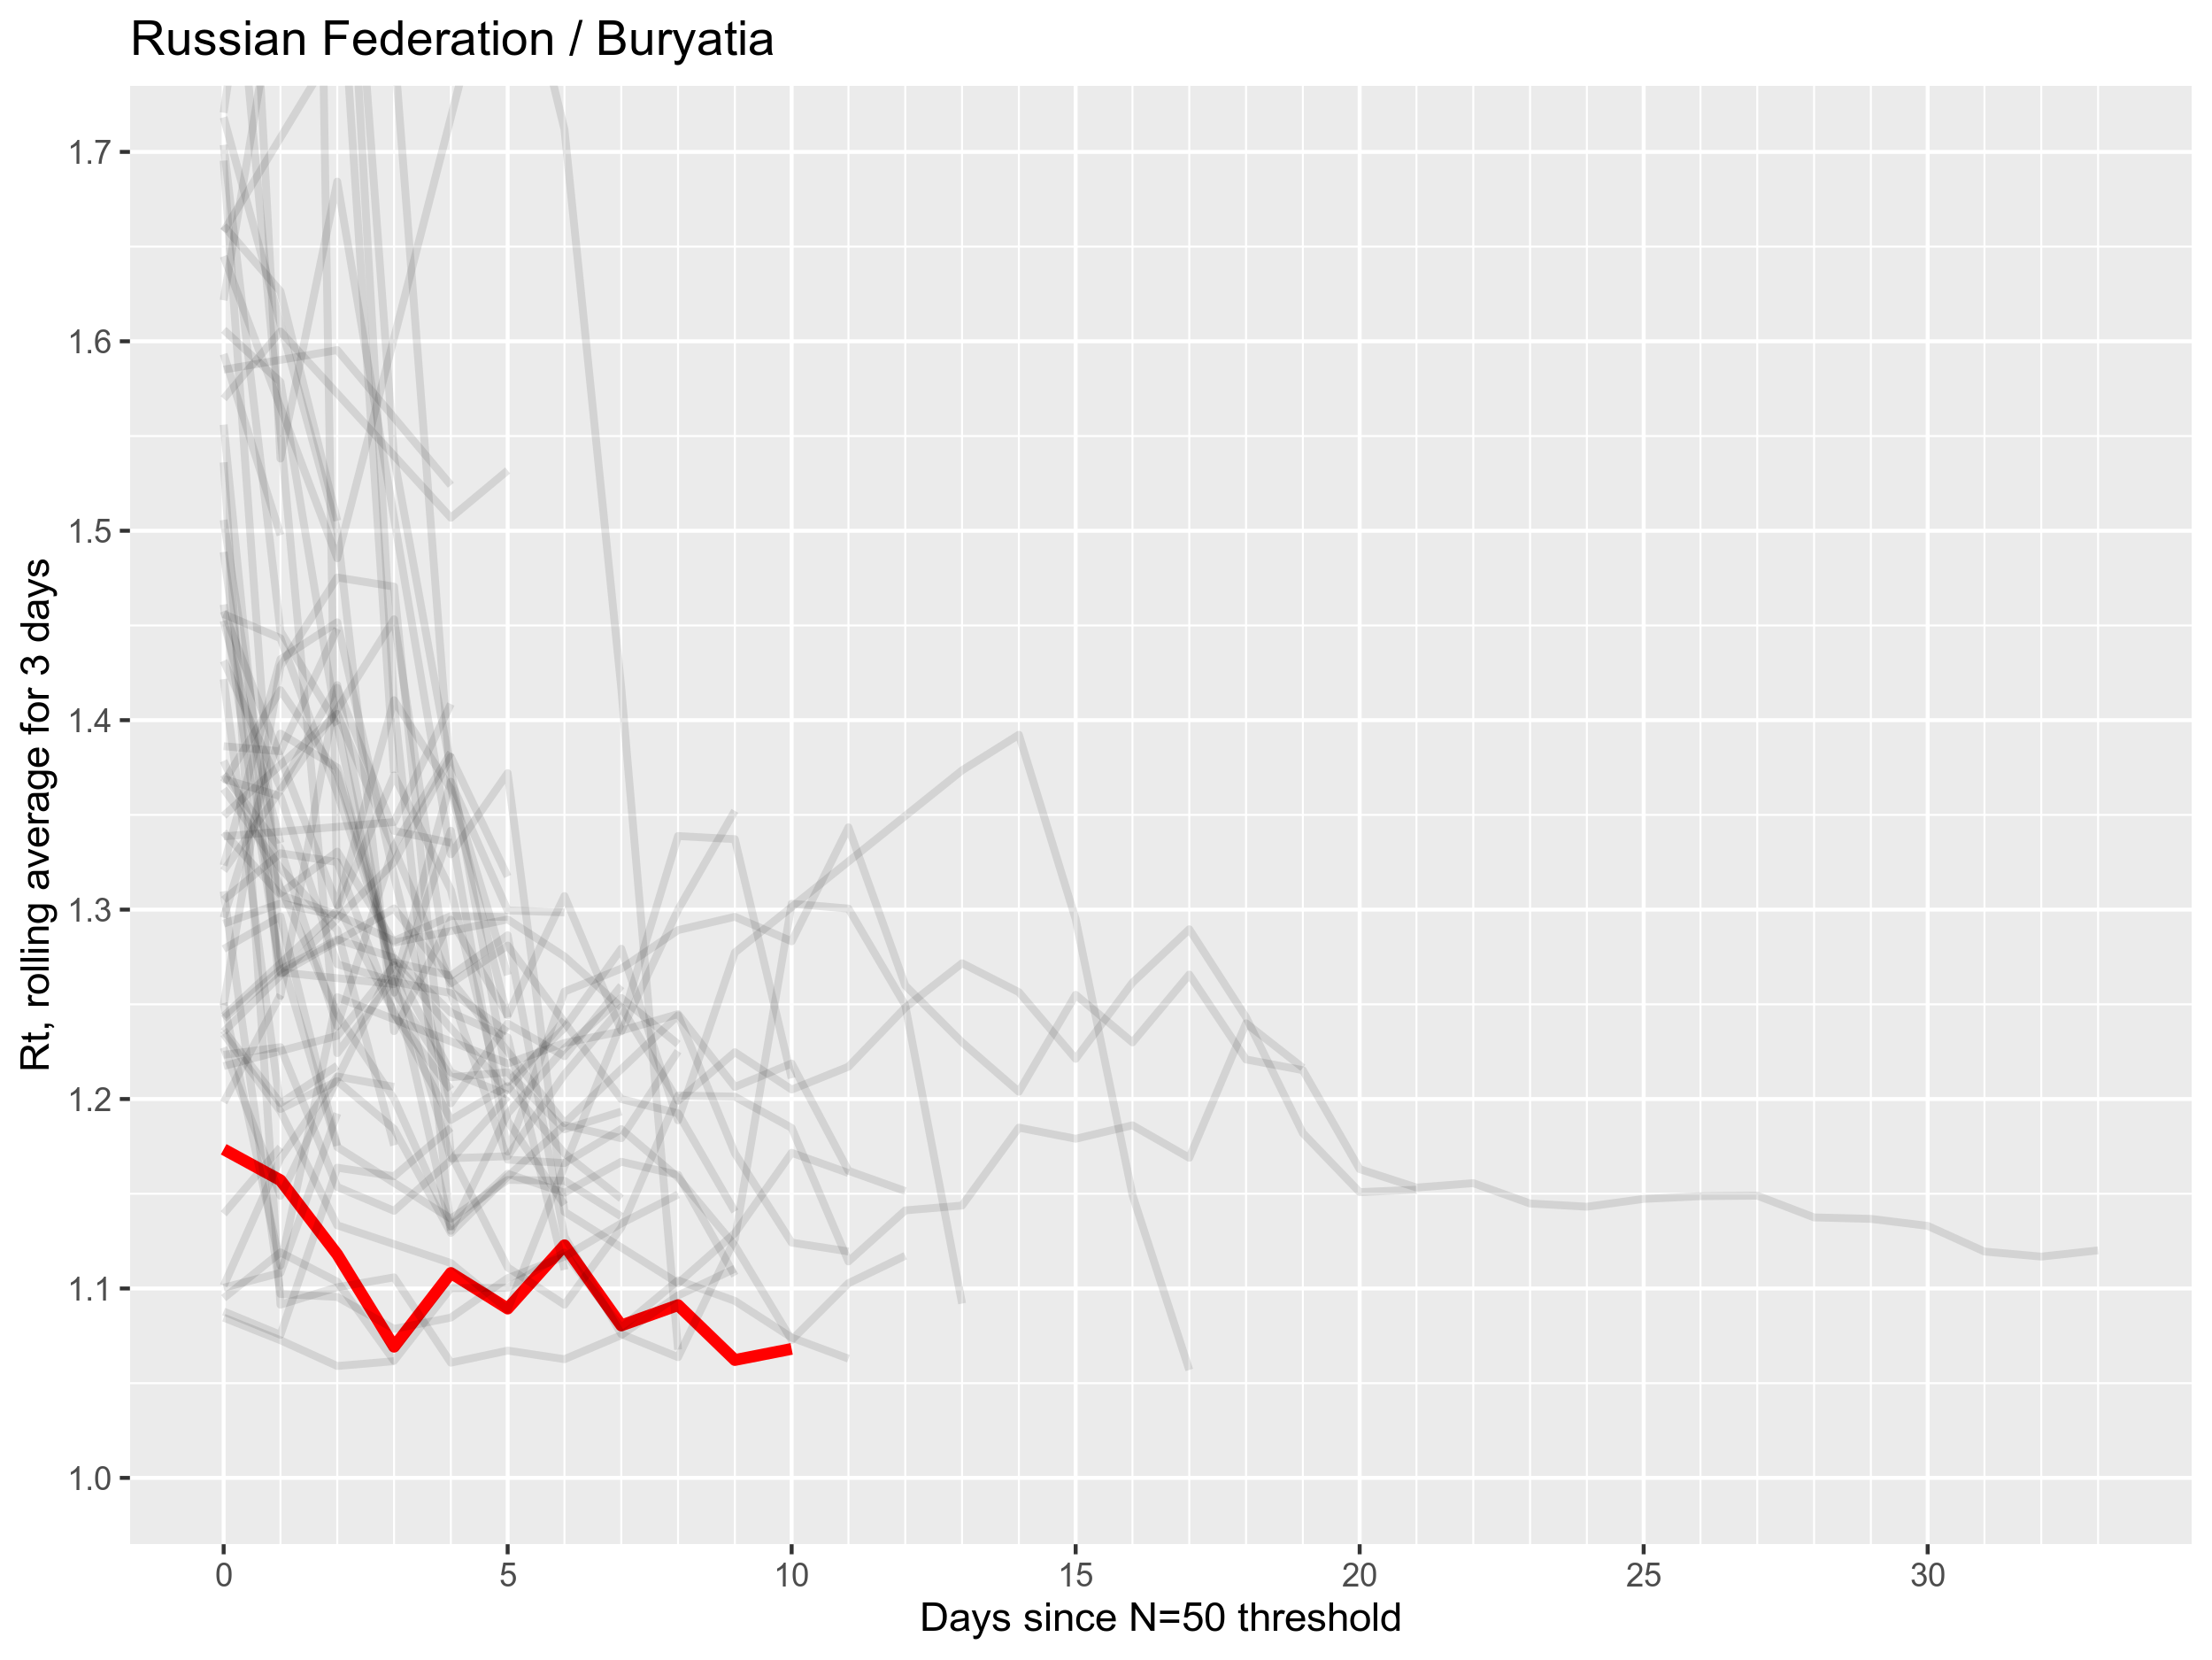 Russian Federation / Buryatia
Rt, rolling average for 3 days
1.7
1.6
1.5
1.4
1.3
1.2
1.1
1.0
0 5 10 15 20 25 30
Days since N=50 threshold